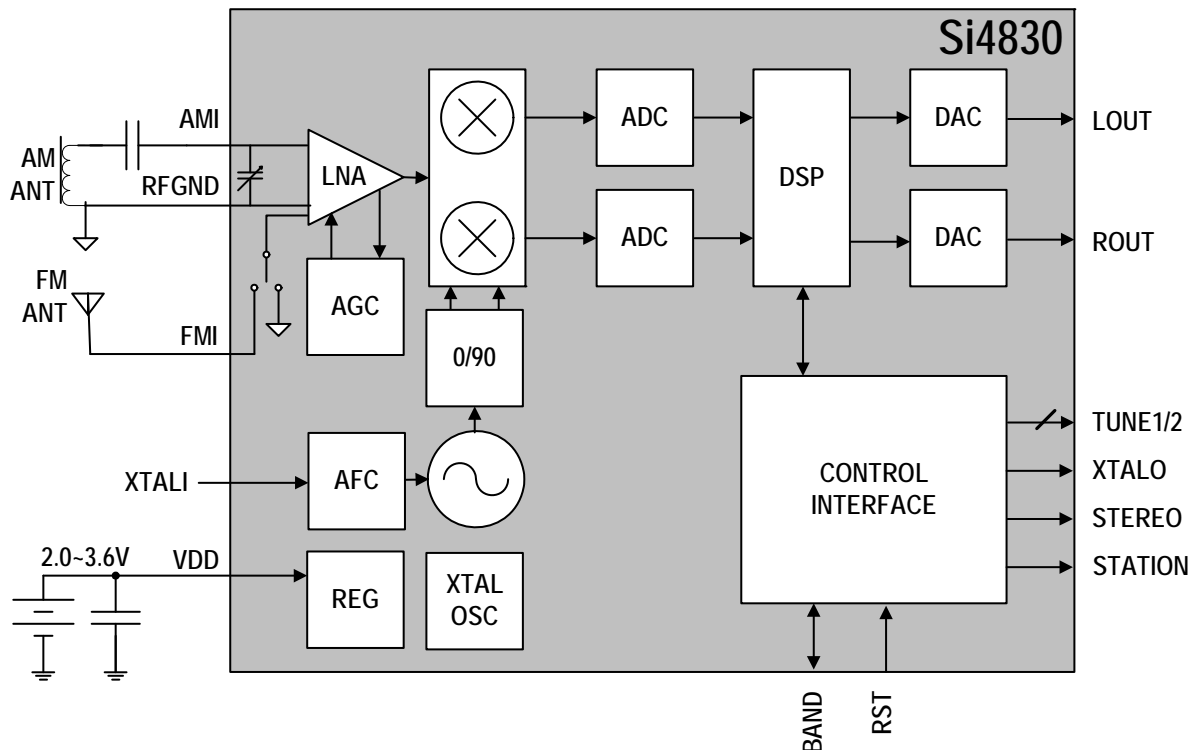 Si4830
AMI
AM
ANT
RFGND
LNA
ADC
DAC
LOUT
DSP
ADC
DAC
ROUT
FM
ANT
FMI
AGC
0/90
XTALI
AFC
CONTROL
INTERFACE
TUNE1/2
XTALO
STEREO
STATION
2.0~3.6V
VDD
REG
XTAL
OSC
BAND
RST